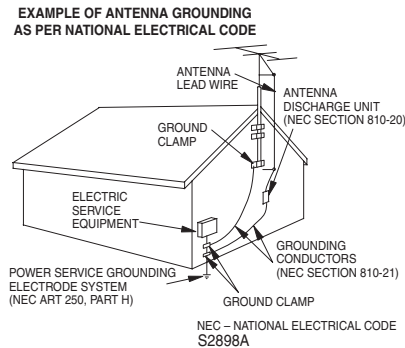 EXAMPLE OF ANTENNA GROUNDING
AS PER NATIONAL ELECTRICAL CODE
ANTENNA
LEAD WIRE
ANTENNA
DISCHARGE UNIT
(NEC SECTION 810-20)
GROUND
CLAMP
ELECTRIC
SERVICE
EQUIPMENT
GROUNDING
CONDUCTORS
(NEC SECTION 810-21)
POWER SERVICE GROUNDING
ELECTRODE SYSTEM
(NEC ART 250, PART H)
GROUND CLAMP
NEC – NATIONAL ELECTRICAL CODE
S2898A